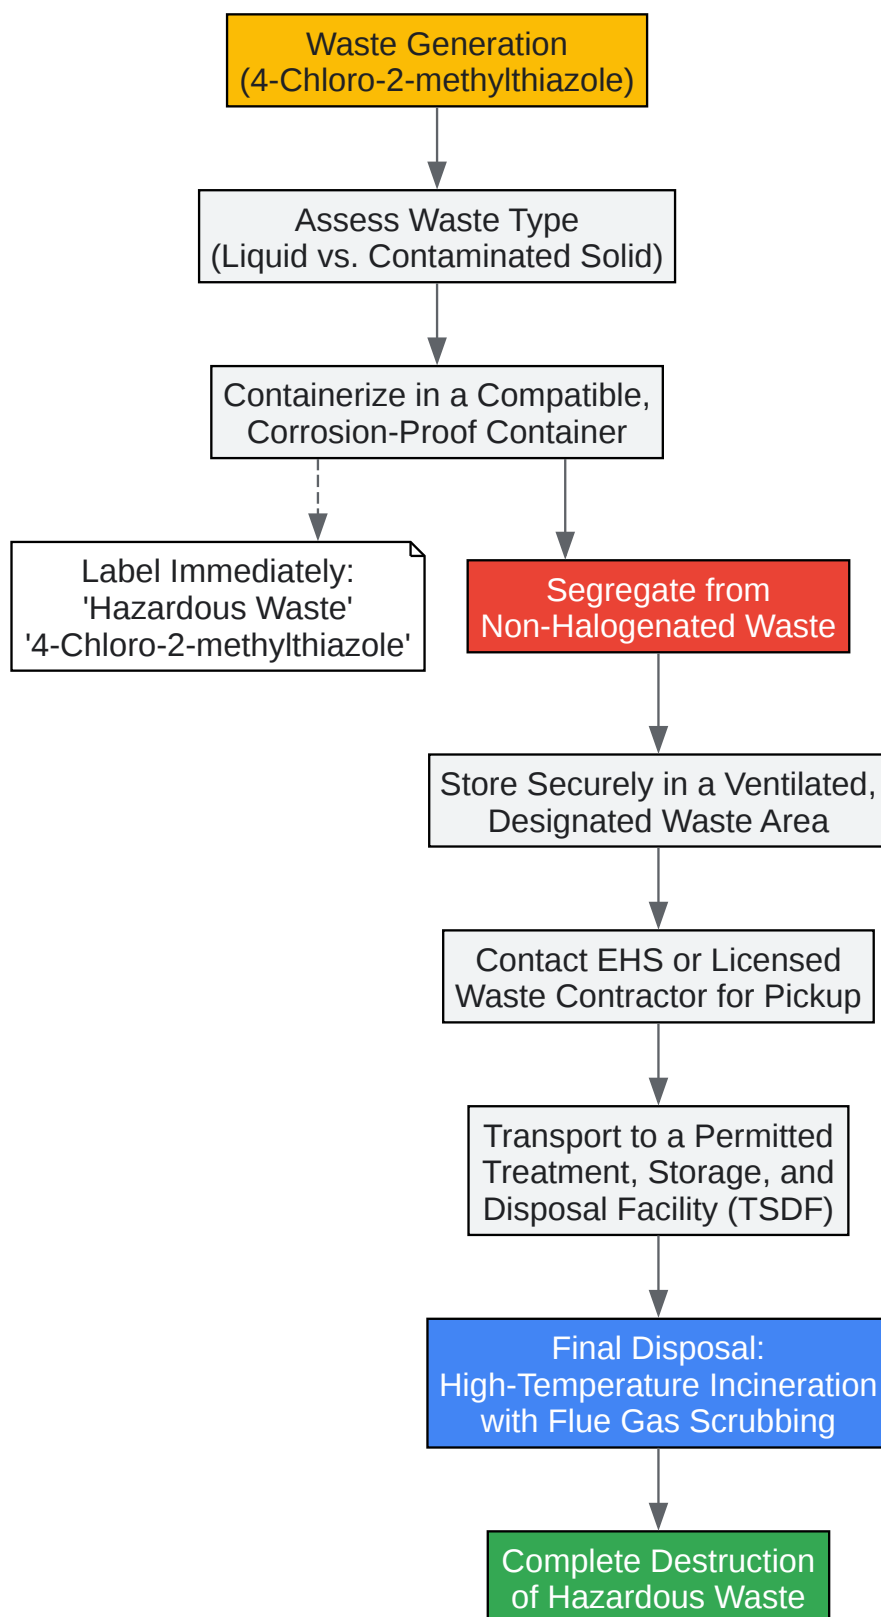 Waste Generation
(4-Chloro-2-methylthiazole)
Assess Waste Type
(Liquid vs. Contaminated Solid)
Containerize in a Compatible,
Corrosion-Proof Container
Label Immediately:
'Hazardous Waste'
'4-Chloro-2-methylthiazole'
Segregate from
Non-Halogenated Waste
Store Securely in a Ventilated,
Designated Waste Area
Contact EHS or Licensed
Waste Contractor for Pickup
Transport to a Permitted
Treatment, Storage, and
Disposal Facility (TSDF)
Final Disposal:
High-Temperature Incineration
with Flue Gas Scrubbing
Complete Destruction
of Hazardous Waste